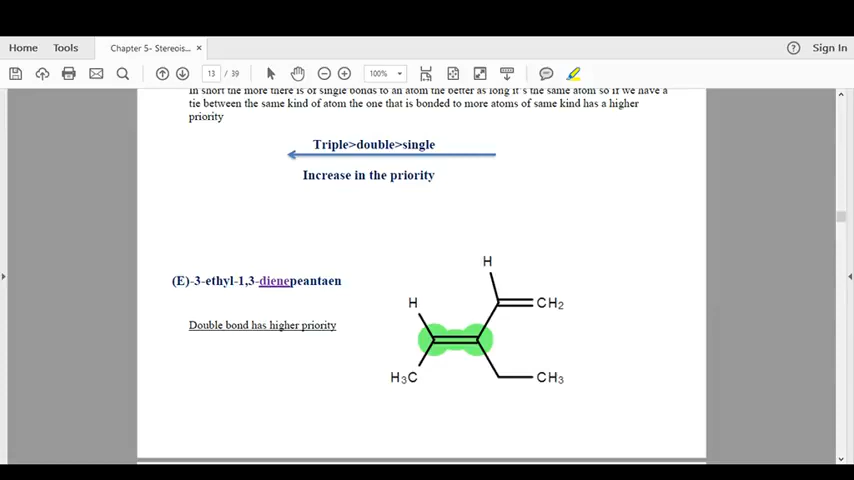 Home Tools Chapter 5- Stereois... × ? Sign In
13 / 39 100%
In short the more there is of single bonds to an atom the better as long it's the same atom so if we have a
tie between the same kind of atom the one that is bonded to more atoms of same kind has a higher
priority
Triple>double>single
Increase in the priority
H
(E)-3-ethyl-1,3-dienepeantaen
H CH2
Double bond has higher priority
H3C CH3